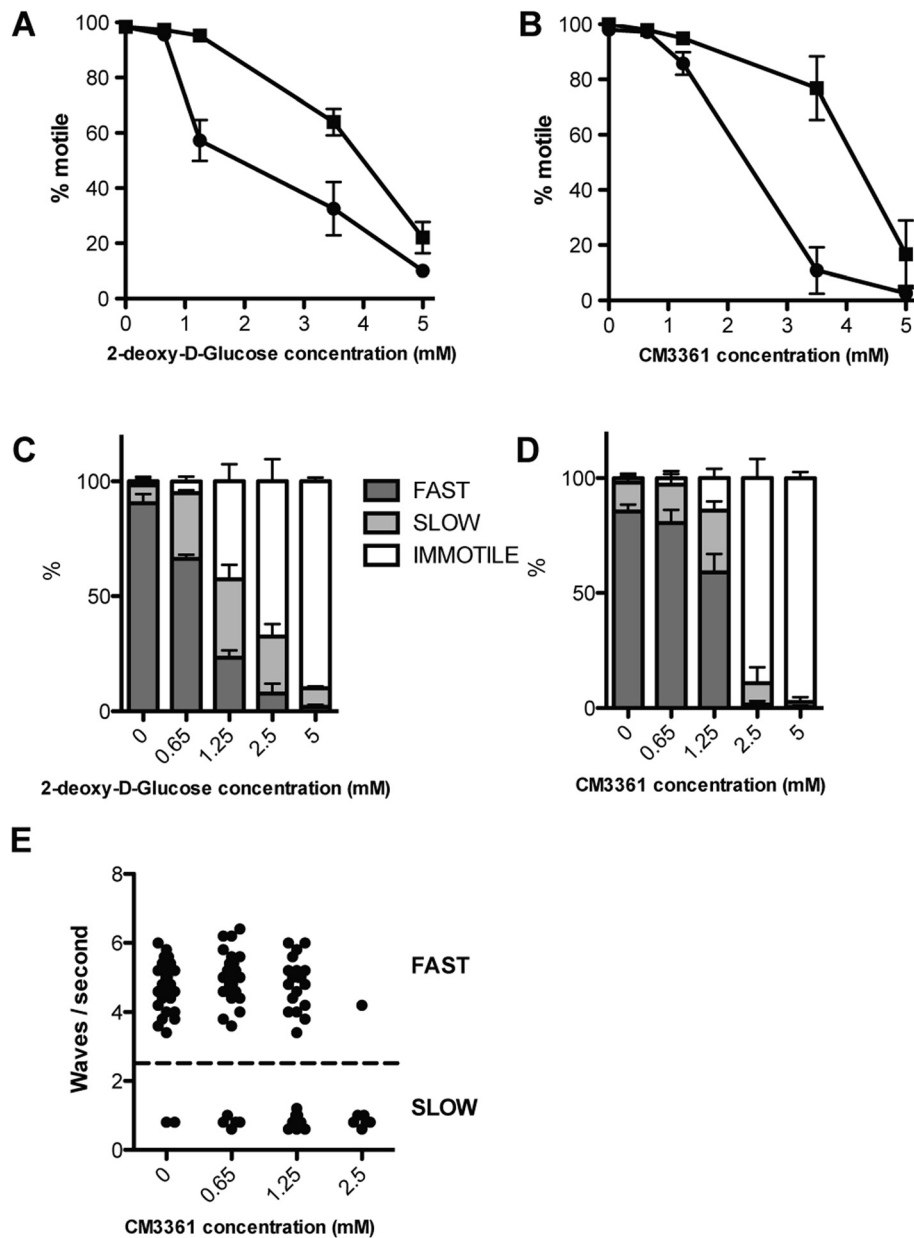 A
B
100
80
60
40
20
0
% motile
0 1 2 3 4 5
2-deoxy-D-Glucose concentration (mM)
100
80
60
40
20
0
% motile
0 1 2 3 4 5
CM3361 concentration (mM)
C
100
50
0
%
0 0.65 1.25 2.5 5
2-deoxy-D-Glucose concentration (mM)
FAST
SLOW
IMMOTILE
D
100
50
0
%
0 0.65 1.25 2.5 5
CM3361 concentration (mM)
E
8
6
4
2
0
Waves / second
FAST
SLOW
0 0.65 1.25 2.5
CM3361 concentration (mM)